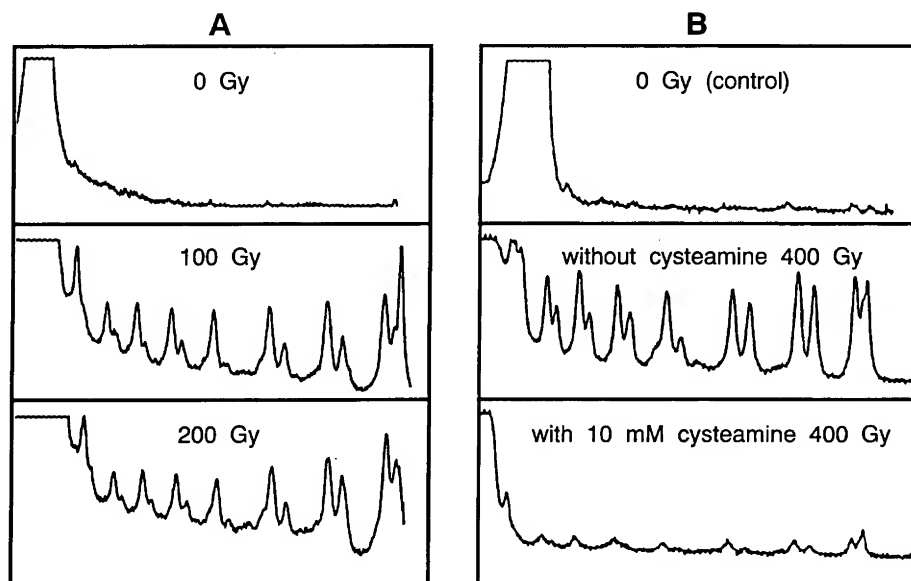 A
0 Gy
100 Gy
200 Gy
B
0 Gy (control)
without cysteamine 400 Gy
with 10 mM cysteamine 400 Gy